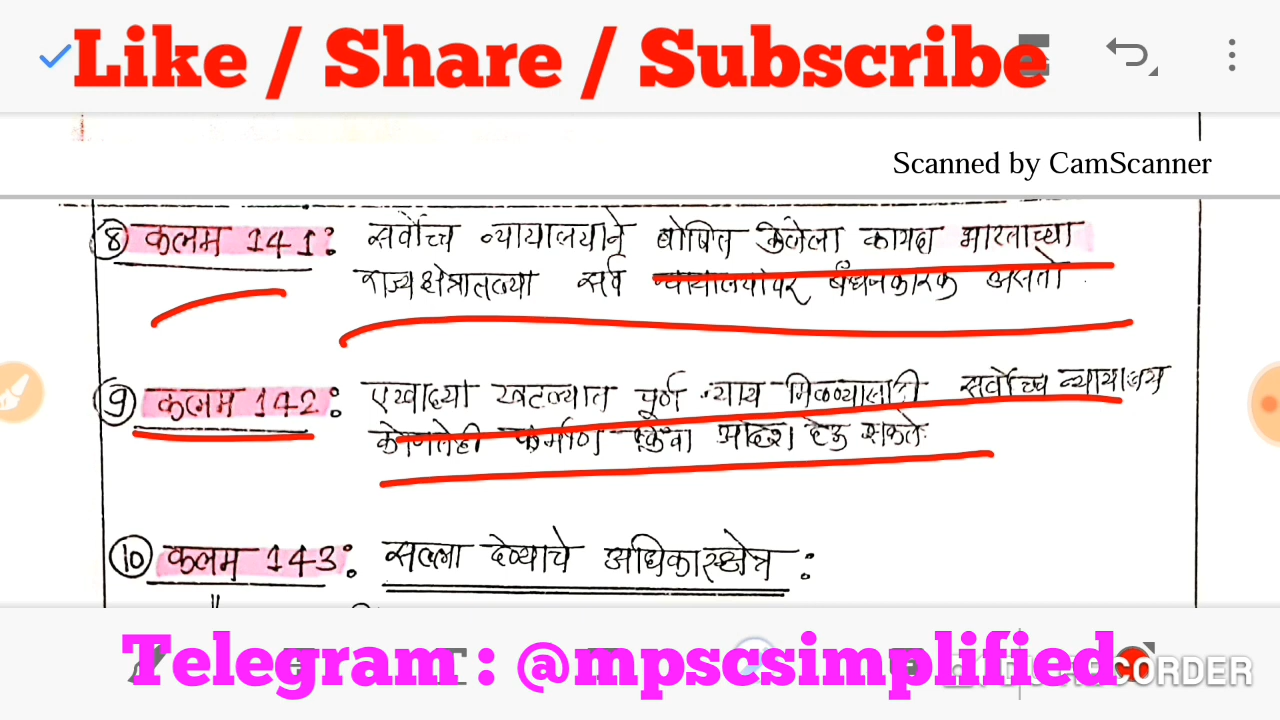 Like / Share / Subscribe
Scanned by CamScanner
⑧ कलम 141: सर्वोच्च न्यायालयाने घोषित केलेला कायदा भारताच्या
राज्यक्षेत्रातल्या सर्व न्यायालयांवर बंधनकारक असतो.
⑨ कलम 142: एखाद्या खटल्यात पूर्ण न्याय मिळण्यासाठी सर्वोच्च न्यायालय
कोणतेही फर्मान किंवा आदेश देऊ शकते.
⑩ कलम 143: सल्ला देण्याचे अधिकारक्षेत्र:
Telegram : @mpscsimplified
RECORDER